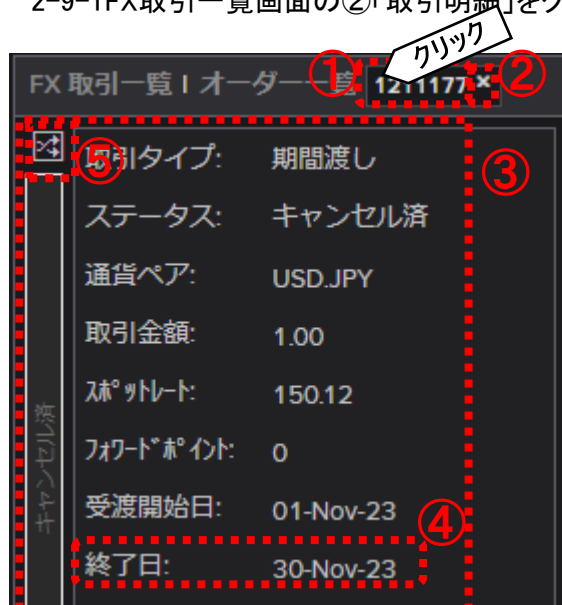 2-9-1FX取引一覧画面の②「取引明細」をク
クリック
FX 取引一覧 I オーダー一覧 ① 1211177 × ②
⑤ 取引タイプ: 期間渡し ③
ステータス: キャンセル済
通貨ペア: USD.JPY
取引金額: 1.00
ｽﾎﾟｯﾄﾚｰﾄ: 150.12
ﾌｫﾜｰﾄﾞﾎﾟｲﾝﾄ: 0
キャンセル済
受渡開始日: 01-Nov-23
④
終了日: 30-Nov-23